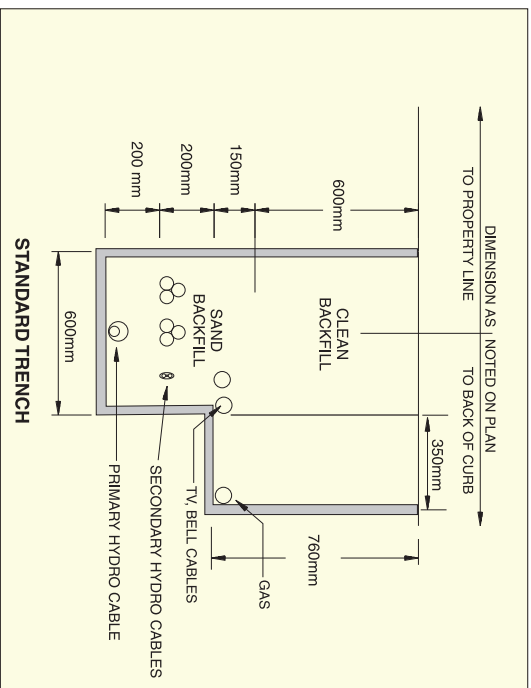 DIMENSION AS NOTED ON PLAN
TO PROPERTY LINE
TO BACK OF CURB
350mm
600mm
CLEAN
BACKFILL
760mm
150mm
200mm
200 mm
SAND
BACKFILL
GAS
TV, BELL CABLES
SECONDARY HYDRO CABLES
PRIMARY HYDRO CABLE
600mm
STANDARD TRENCH